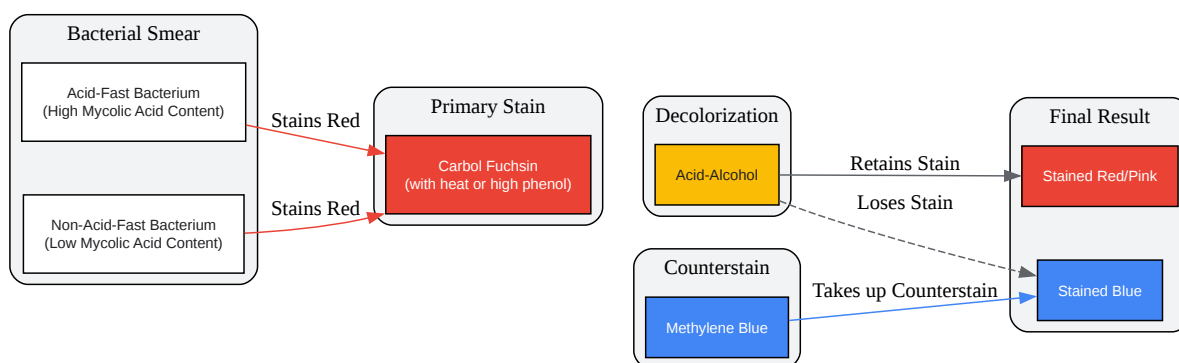 Bacterial Smear
Acid-Fast Bacterium
(High Mycolic Acid Content)
Non-Acid-Fast Bacterium
(Low Mycolic Acid Content)
Stains Red
Stains Red
Primary Stain
Carbol Fuchsin
(with heat or high phenol)
Decolorization
Acid-Alcohol
Counterstain
Methylene Blue
Retains Stain
Loses Stain
Takes up Counterstain
Final Result
Stained Red/Pink
Stained Blue